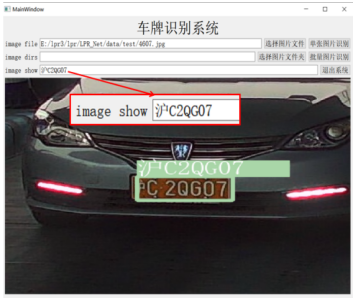 MainWindow
车牌识别系统
image file E:/lpr3/lpr/LPR_Net/data/test/4607.jpg 选择图片文件 单张图片识别
image dirs 选择图片文件夹 批量图片识别
image show 沪C2QG07 退出系统
image show 沪C2QG07
沪C2QG07
沪C·2QG07